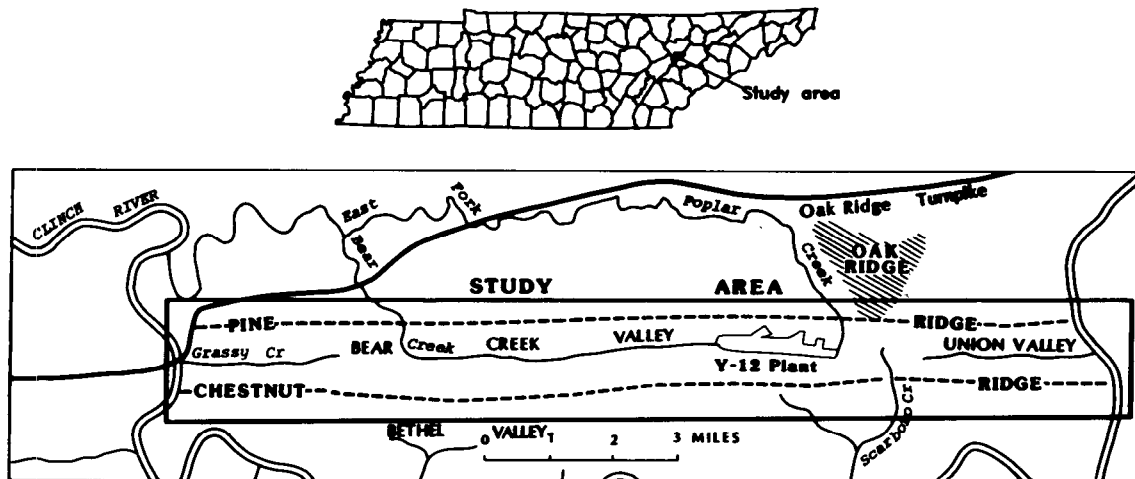 Study area
CLINCH RIVER
East Fork Poplar Creek
Oak Ridge Turnpike
OAK RIDGE
Bear Creek
STUDY AREA
PINE RIDGE
Grassy Cr
BEAR CREEK VALLEY
UNION VALLEY
Y-12 Plant
CHESTNUT RIDGE
Scarboro Cr
BETHEL VALLEY
0 1 2 3 MILES